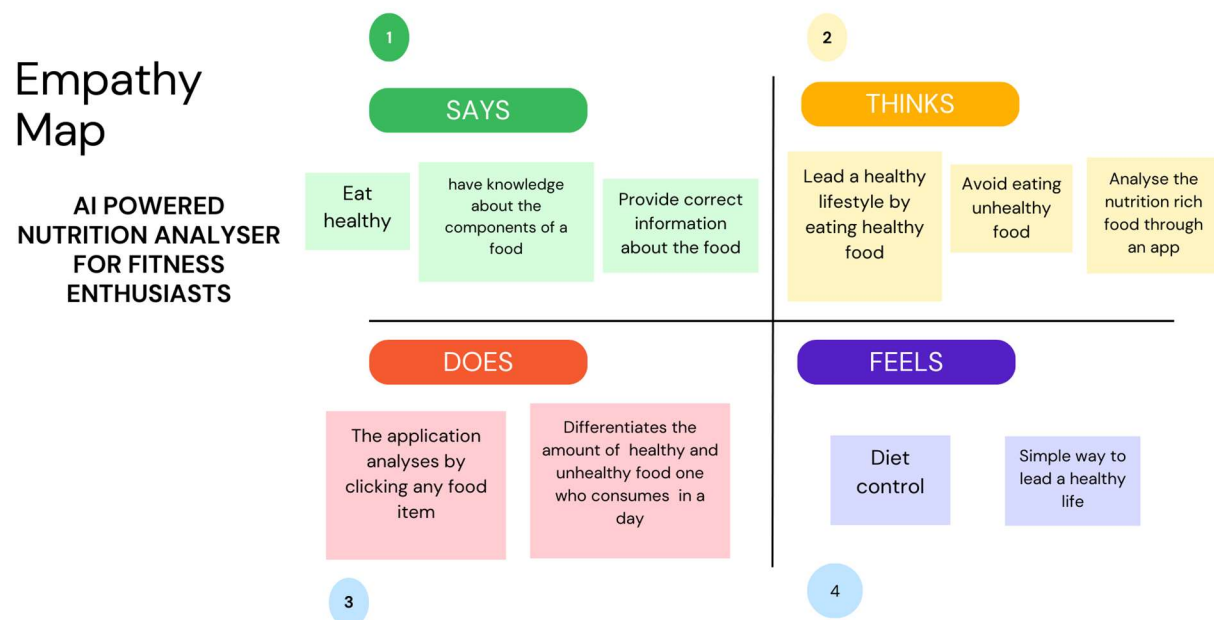 Empathy
Map
AI POWERED
NUTRITION ANALYSER
FOR FITNESS
ENTHUSIASTS
1
SAYS
Eat
healthy
have knowledge
about the
components of a
food
Provide correct
information
about the food
2
THINKS
Lead a healthy
lifestyle by
eating healthy
food
Avoid eating
unhealthy
food
Analyse the
nutrition rich
food through
an app
DOES
The application
analyses by
clicking any food
item
Differentiates the
amount of healthy and
unhealthy food one
who consumes in a
day
3
FEELS
Diet
control
Simple way to
lead a healthy
life
4